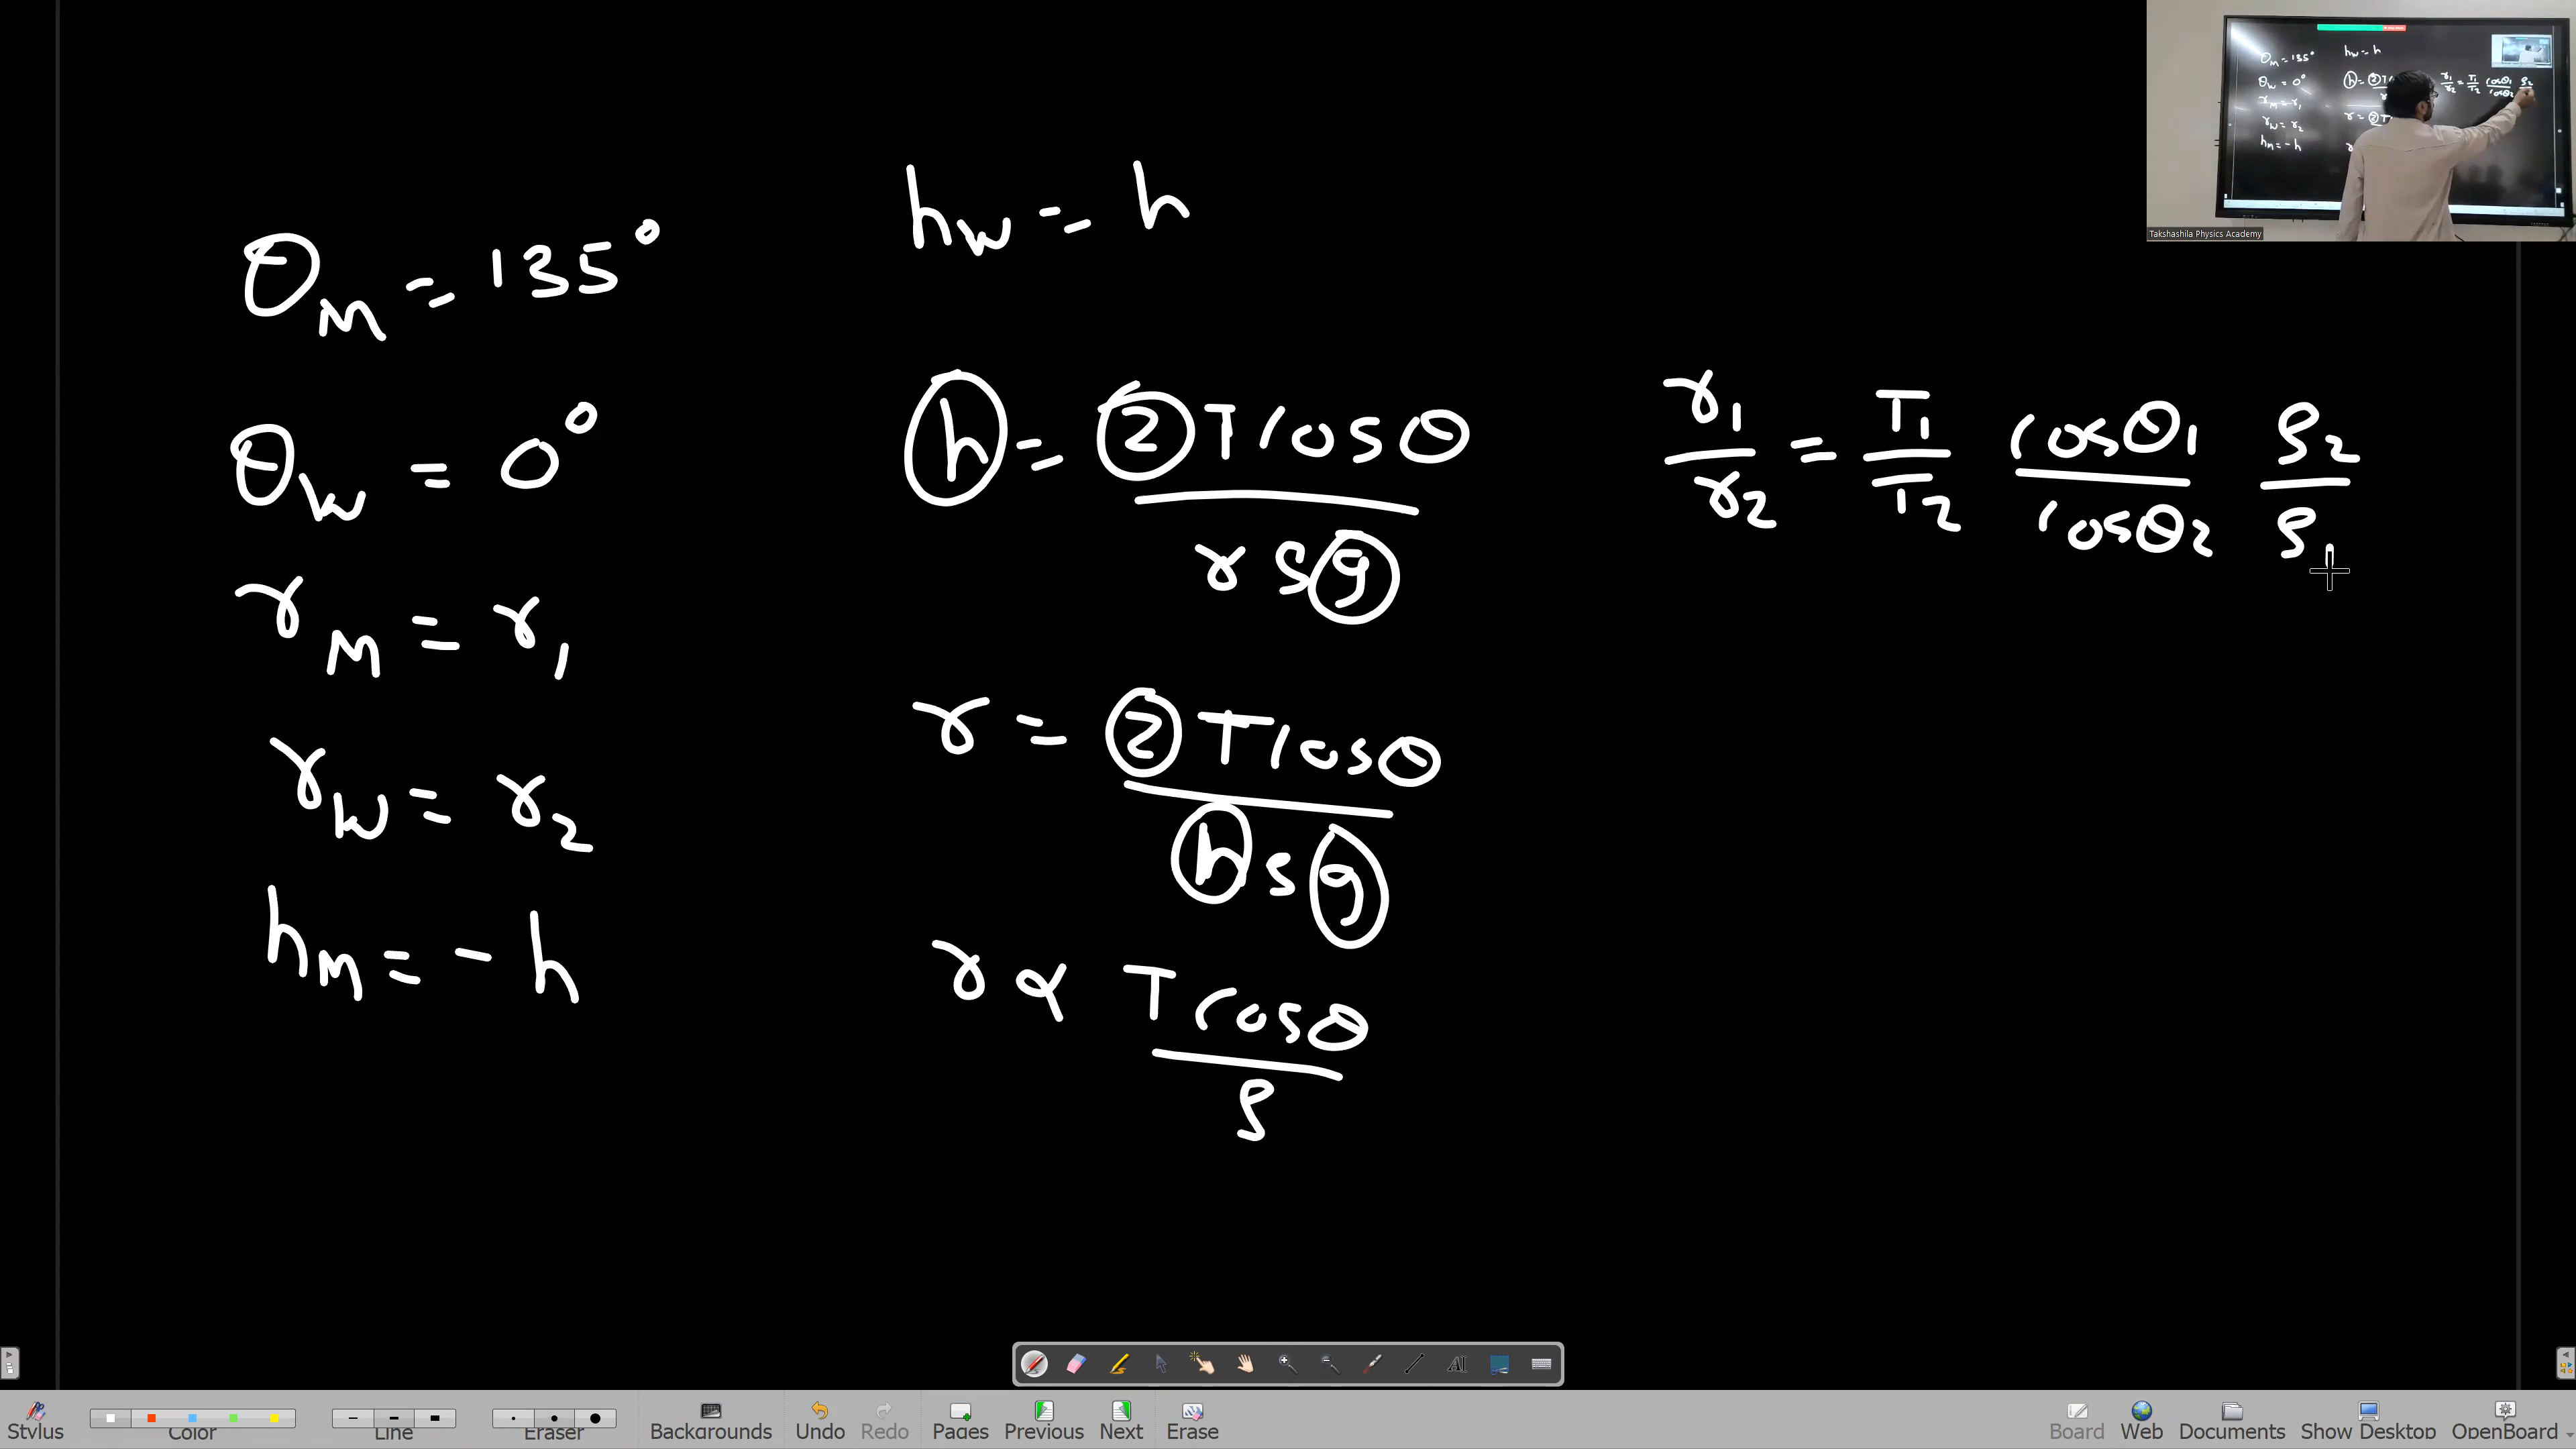 θM = 135°
θW = 0°
rM = r1
rW = r2
hM = - h
hW = h
h = 2 T cosθ / r ρ g
r = 2 T cosθ / h ρ g
r ∝ T cosθ / ρ
r1 / r2 = T1 / T2 cosθ1 / cosθ2 ρ2 / ρ1
Takshashila Physics Academy
Stylus Color Line Eraser Backgrounds Undo Redo Pages Previous Next Erase Board Web Documents Show Desktop OpenBoard